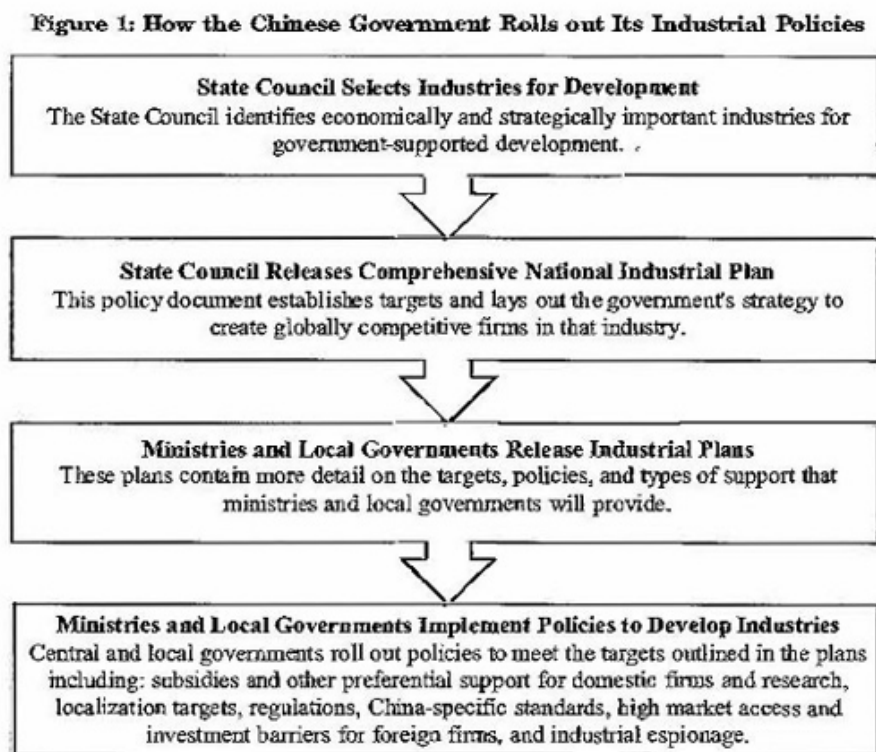 Figure 1: How the Chinese Government Rolls out Its Industrial Policies
State Council Selects Industries for Development
The State Council identifies economically and strategically important industries for
government-supported development.
State Council Releases Comprehensive National Industrial Plan
This policy document establishes targets and lays out the government's strategy to
create globally competitive firms in that industry.
Ministries and Local Governments Release Industrial Plans
These plans contain more detail on the targets, policies, and types of support that
ministries and local governments will provide.
Ministries and Local Governments Implement Policies to Develop Industries
Central and local governments roll out policies to meet the targets outlined in the plans
including: subsidies and other preferential support for domestic firms and research,
localization targets, regulations, China-specific standards, high market access and
investment barriers for foreign firms, and industrial espionage.